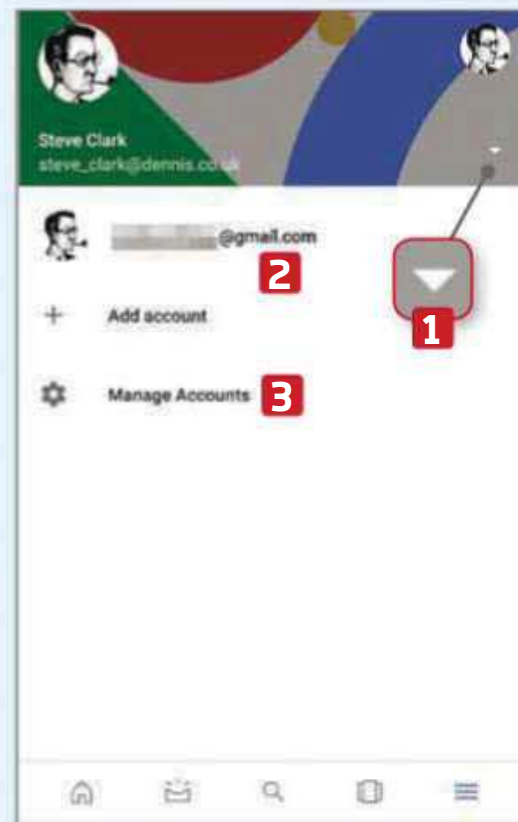 Steve Clark
steve_clark@dennis.co.uk
@gmail.com
2
1
Add account
Manage Accounts 3